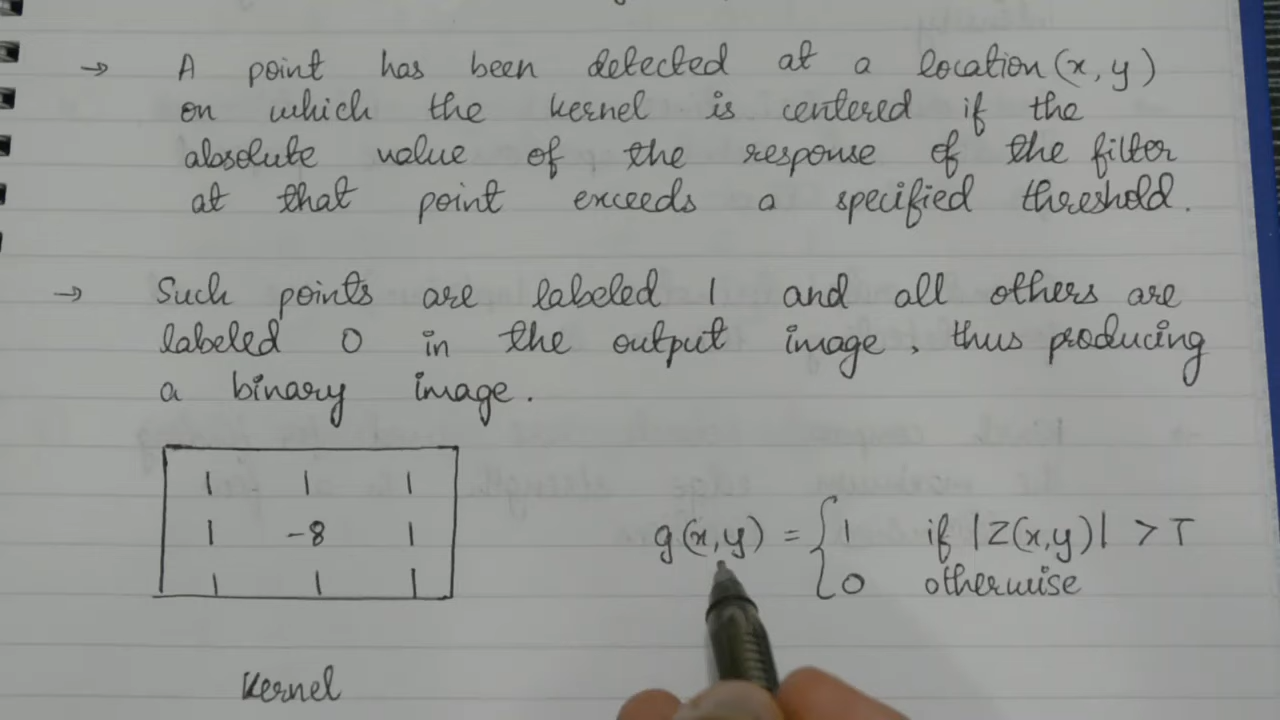 → A point has been detected at a location (x, y)
on which the kernel is centered if the
absolute value of the response of the filter
at that point exceeds a specified threshold.
→ Such points are labeled 1 and all others are
labeled 0 in the output image, thus producing
a binary image.
1 1 1
1 -8 1
1 1 1
Kernel
g(x,y) = { 1 if |Z(x,y)| > T
0 otherwise